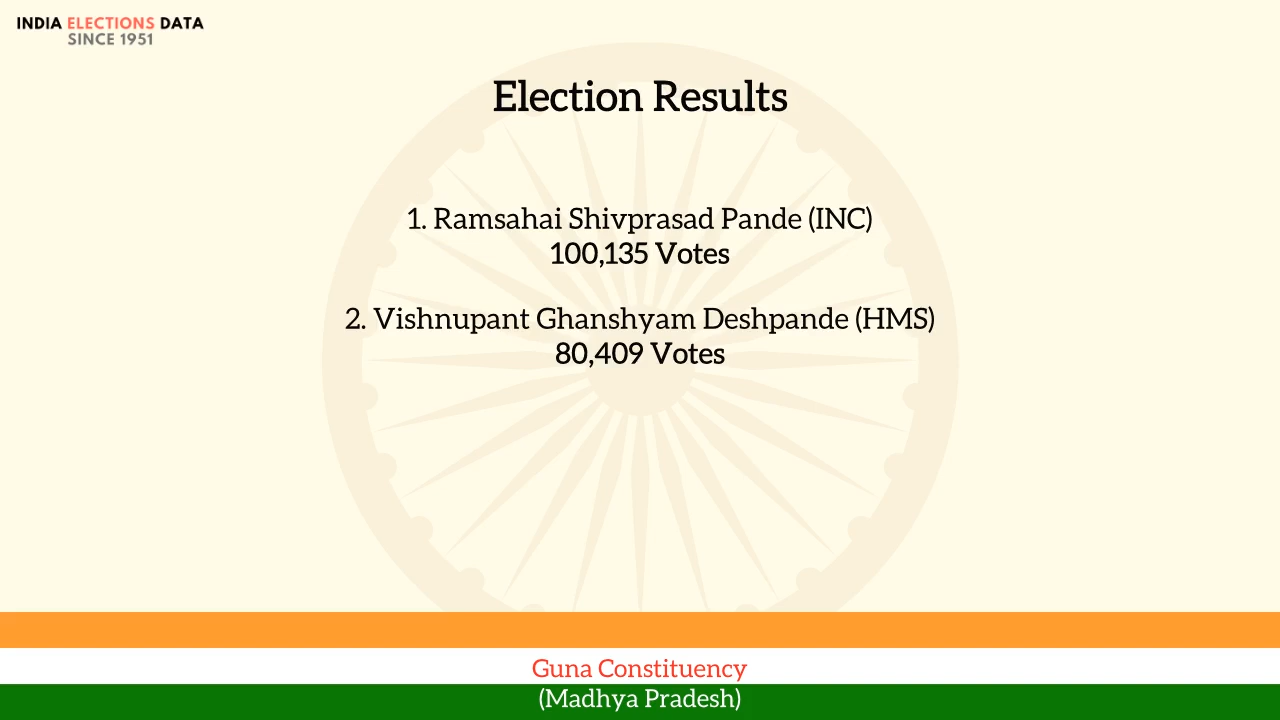 INDIA ELECTIONS DATA
SINCE 1951
Election Results
1. Ramsahai Shivprasad Pande (INC)
100,135 Votes
2. Vishnupant Ghanshyam Deshpande (HMS)
80,409 Votes
Guna Constituency
(Madhya Pradesh)